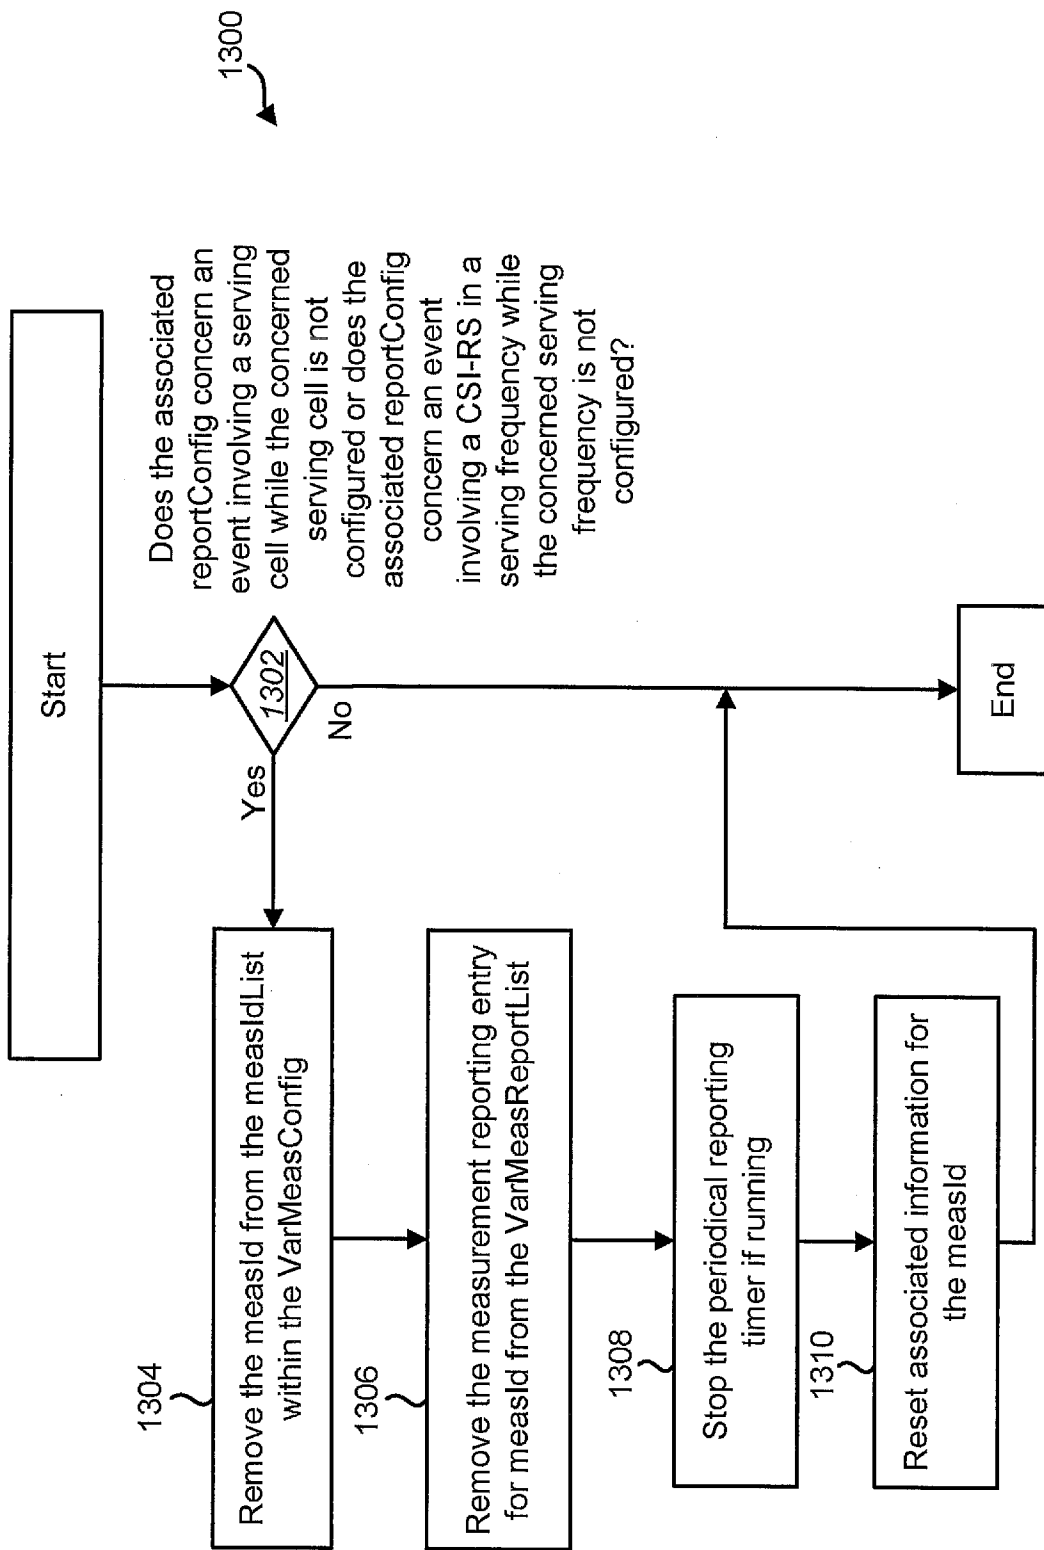 1300
Start
Does the associated
reportConfig concern an
event involving a serving
cell while the concerned
serving cell is not
configured or does the
associated reportConfig
concern an event
involving a CSI-RS in a
serving frequency while
the concerned serving
frequency is not
configured?
1302
Yes
No
1304
Remove the measId from the measIdList
within the VarMeasConfig
1306
Remove the measurement reporting entry
for measId from the VarMeasReportList
1308
Stop the periodical reporting
timer if running
1310
Reset associated information for
the measId
End